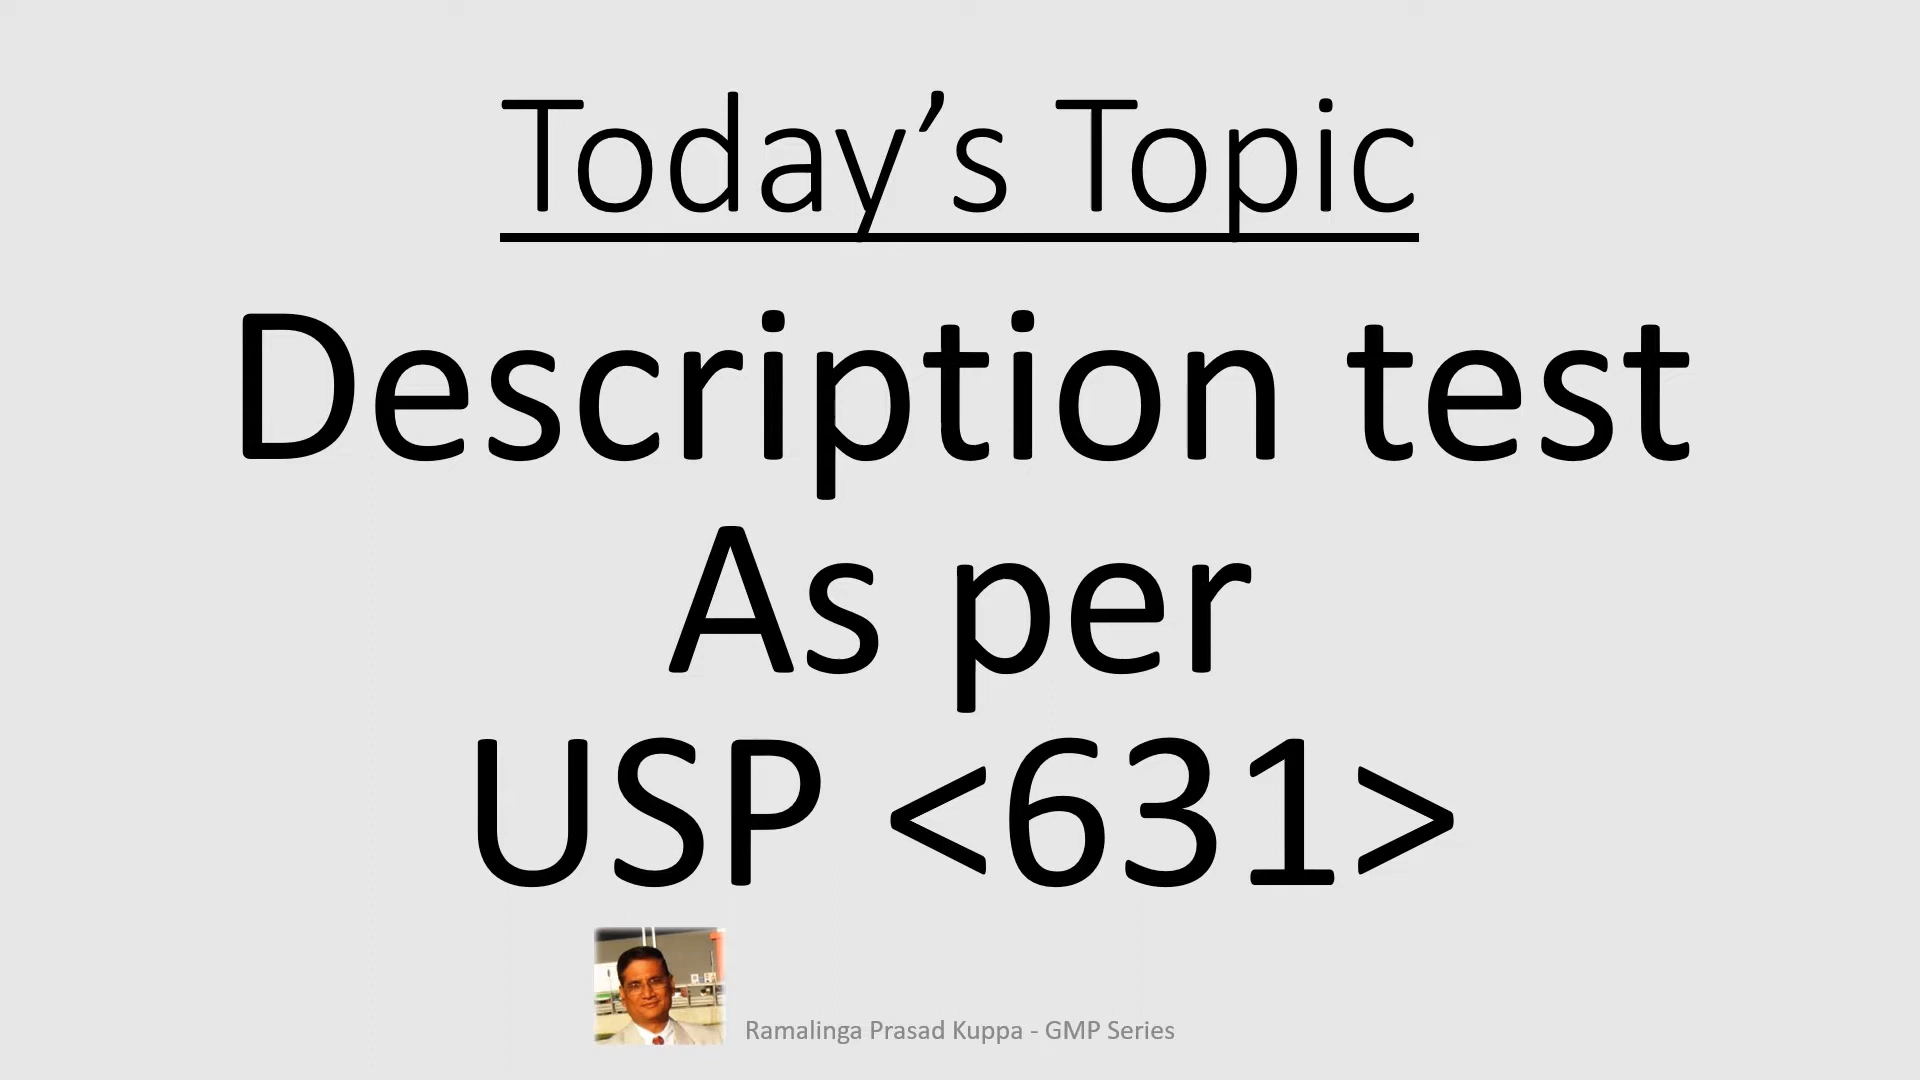 Today’s Topic
Description test
As per
USP <631>
Ramalinga Prasad Kuppa - GMP Series